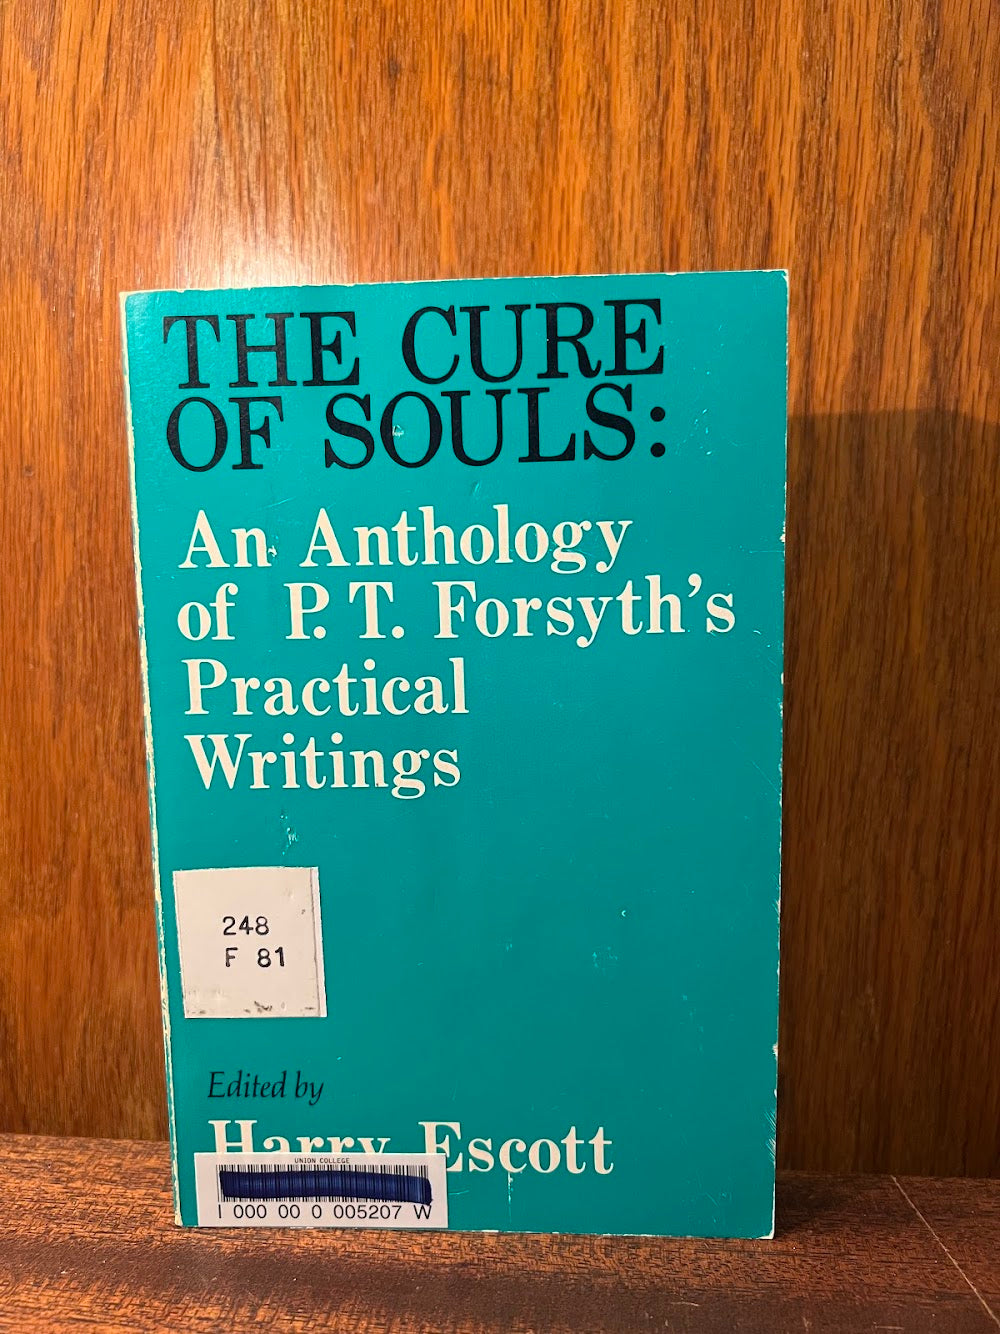 THE CURE
OF SOULS:
An Anthology
of P. T. Forsyth's
Practical
Writings
248
F 81
Edited by
Harry Escott
UNION COLLEGE
I 000 00 0 005207 W